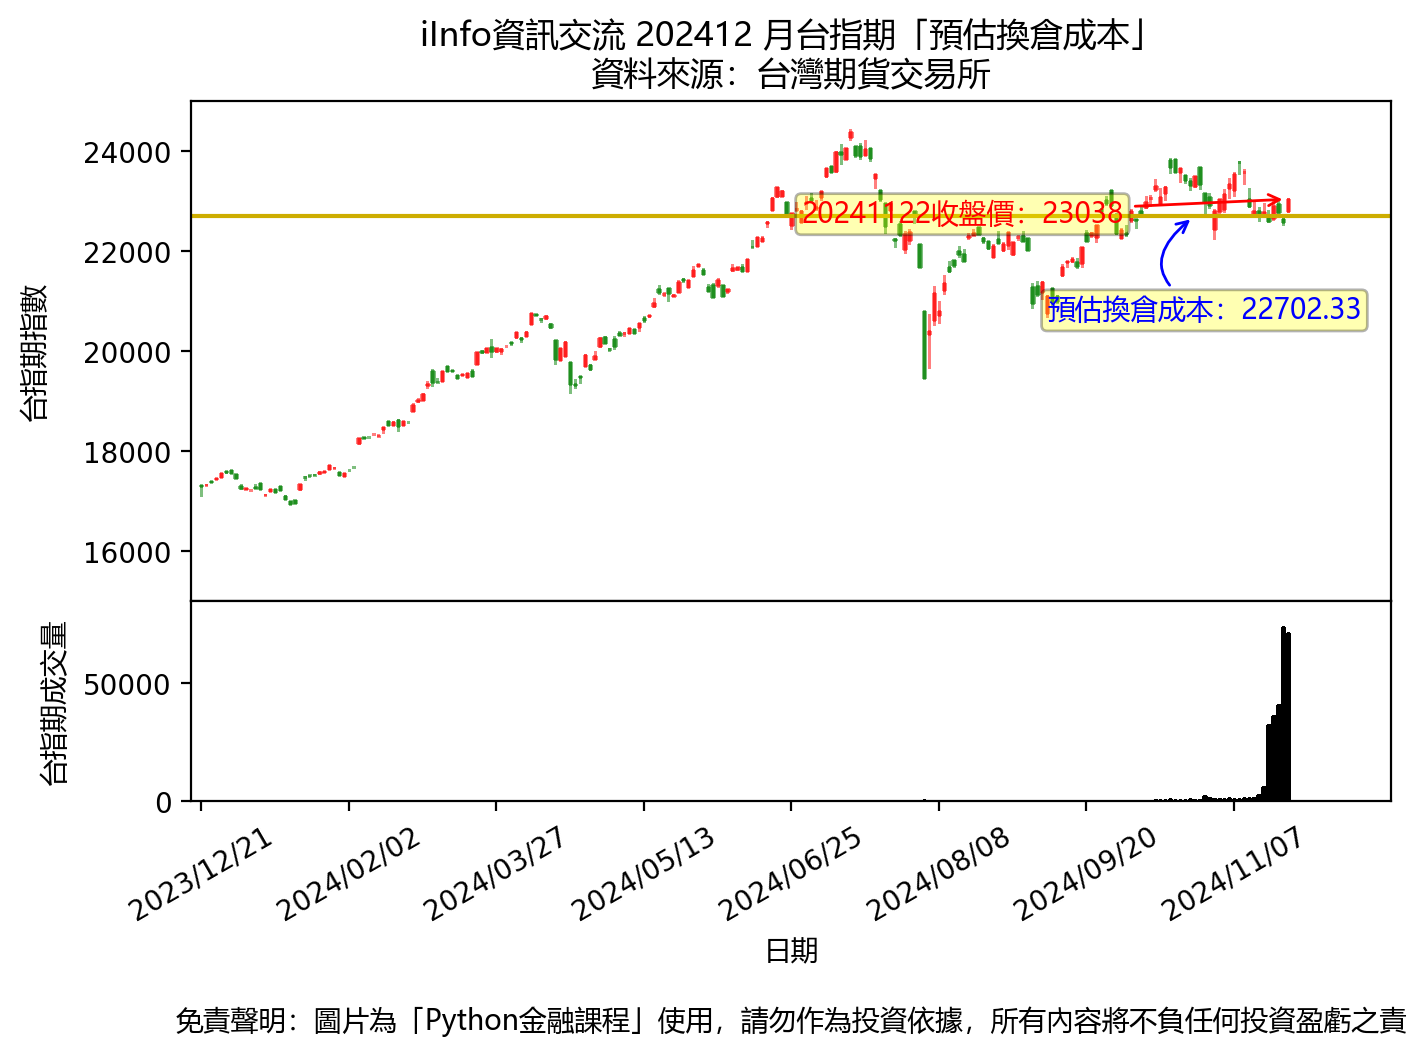 iInfo資訊交流 202412 月台指期「預估換倉成本」
資料來源：台灣期貨交易所
台指期指數
24000
22000
20000
18000
16000
20241122收盤價：23038
預估換倉成本：22702.33
台指期成交量
50000
0
2023/12/21
2024/02/02
2024/03/27
2024/05/13
2024/06/25
2024/08/08
2024/09/20
2024/11/07
日期
免責聲明：圖片為「Python金融課程」使用，請勿作為投資依據，所有內容將不負任何投資盈虧之責